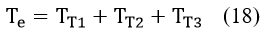 Tₑ = T_T1 + T_T2 + T_T3 (18)